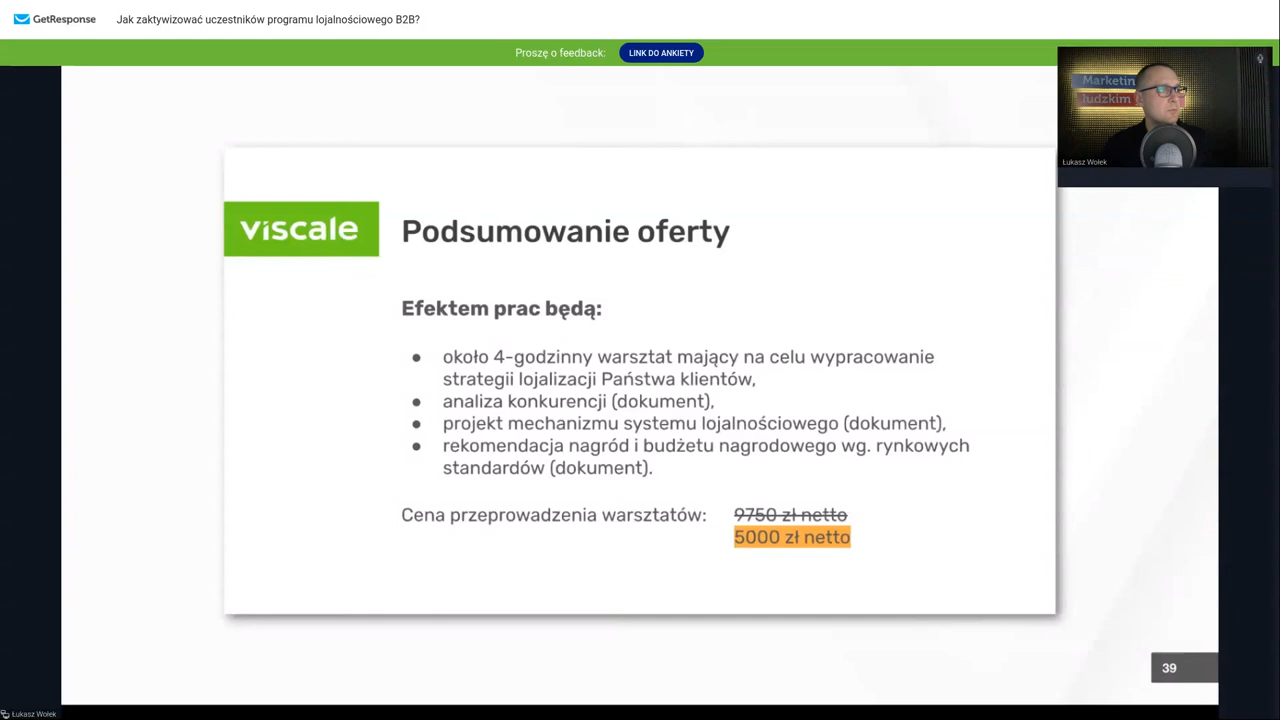 GetResponse
Jak zaktywizować uczestników programu lojalnościowego B2B?
Proszę o feedback:
LINK DO ANKIETY
Marketin
ludzkim
Łukasz Wołek
viscale
Podsumowanie oferty
Efektem prac będą:
● około 4-godzinny warsztat mający na celu wypracowanie
strategii lojalizacji Państwa klientów,
● analiza konkurencji (dokument),
● projekt mechanizmu systemu lojalnościowego (dokument),
● rekomendacja nagród i budżetu nagrodowego wg. rynkowych
standardów (dokument).
Cena przeprowadzenia warsztatów: 9750 zł netto
5000 zł netto
39
Łukasz Wołek